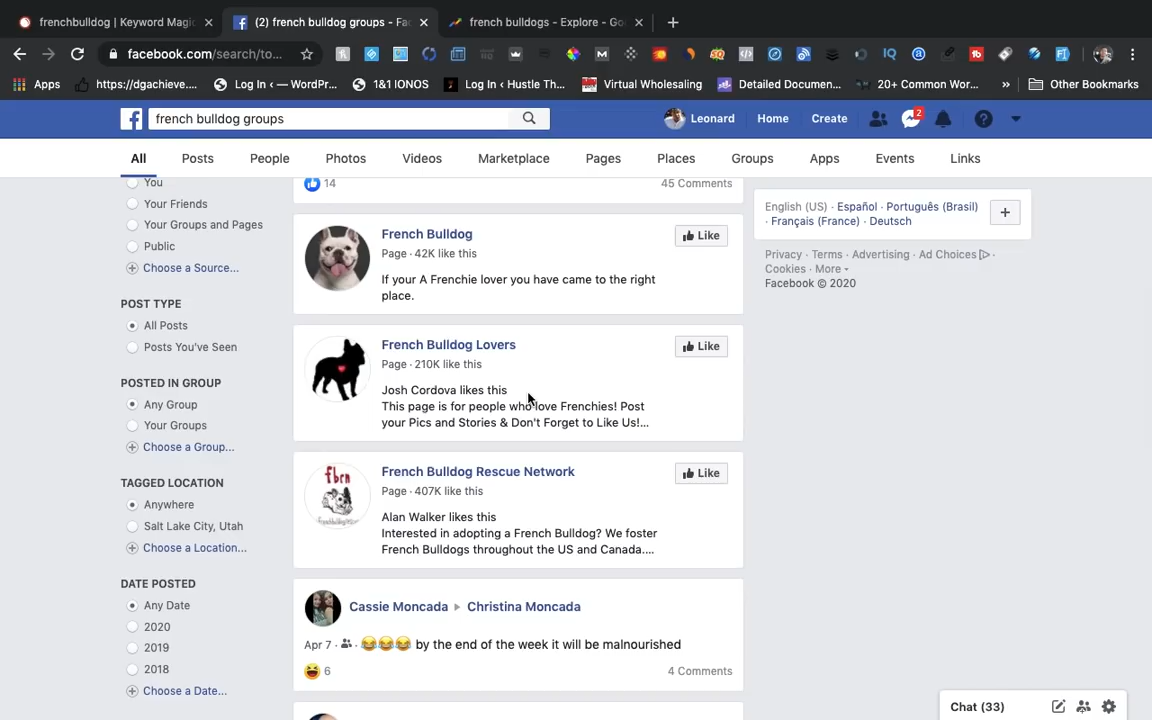 frenchbulldog | Keyword Magi
(2) french bulldog groups - Fa
french bulldogs - Explore - Go
facebook.com/search/to...
Apps
https://dgachieve....
Log In ‹ — WordPr...
1&1 IONOS
Log In ‹ Hustle Th...
Virtual Wholesaling
Detailed Documen...
20+ Common Wor...
»
Other Bookmarks
french bulldog groups
Leonard
Home
Create
2
All
Posts
People
Photos
Videos
Marketplace
Pages
Places
Groups
Apps
Events
Links
You
Your Friends
Your Groups and Pages
Public
Choose a Source...
POST TYPE
All Posts
Posts You've Seen
POSTED IN GROUP
Any Group
Your Groups
Choose a Group...
TAGGED LOCATION
Anywhere
Salt Lake City, Utah
Choose a Location...
DATE POSTED
Any Date
2020
2019
2018
Choose a Date...
14
45 Comments
French Bulldog
Page · 42K like this
If your A Frenchie lover you have came to the right
place.
Like
French Bulldog Lovers
Page · 210K like this
Josh Cordova likes this
This page is for people who love Frenchies! Post
your Pics and Stories & Don't Forget to Like Us!...
Like
fbrn
French Bulldog Rescue Network
Page · 407K like this
Alan Walker likes this
Interested in adopting a French Bulldog? We foster
French Bulldogs throughout the US and Canada....
Like
Cassie Moncada ▸ Christina Moncada
Apr 7 · · 😂😂😂 by the end of the week it will be malnourished
6
4 Comments
English (US) · Español · Português (Brasil)
· Français (France) · Deutsch
Privacy · Terms · Advertising · Ad Choices ·
Cookies · More
Facebook © 2020
Chat (33)